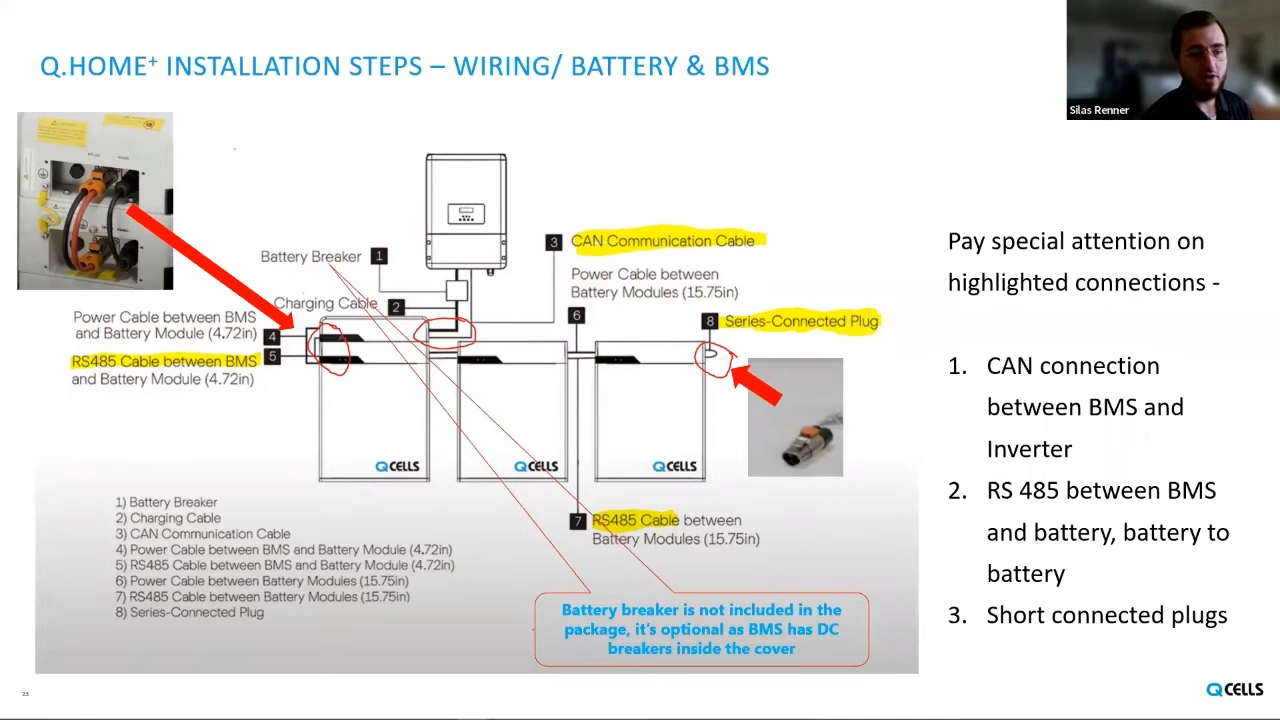 Q.HOME+ INSTALLATION STEPS – WIRING/ BATTERY & BMS
Silas Renner
Battery Breaker 1
3 CAN Communication Cable
Power Cable between
Battery Modules (15.75in)
Charging Cable 2
6
8 Series-Connected Plug
Power Cable between BMS
and Battery Module (4.72in) 4
RS485 Cable between BMS 5
and Battery Module (4.72in)
Q CELLS
Q CELLS
Q CELLS
7 RS485 Cable between
Battery Modules (15.75in)
1) Battery Breaker
2) Charging Cable
3) CAN Communication Cable
4) Power Cable between BMS and Battery Module (4.72in)
5) RS485 Cable between BMS and Battery Module (4.72in)
6) Power Cable between Battery Modules (15.75in)
7) RS485 Cable between Battery Modules (15.75in)
8) Series-Connected Plug
Battery breaker is not included in the
package, it's optional as BMS has DC
breakers inside the cover
Pay special attention on
highlighted connections -
1. CAN connection
between BMS and
Inverter
2. RS 485 between BMS
and battery, battery to
battery
3. Short connected plugs
23
Q CELLS